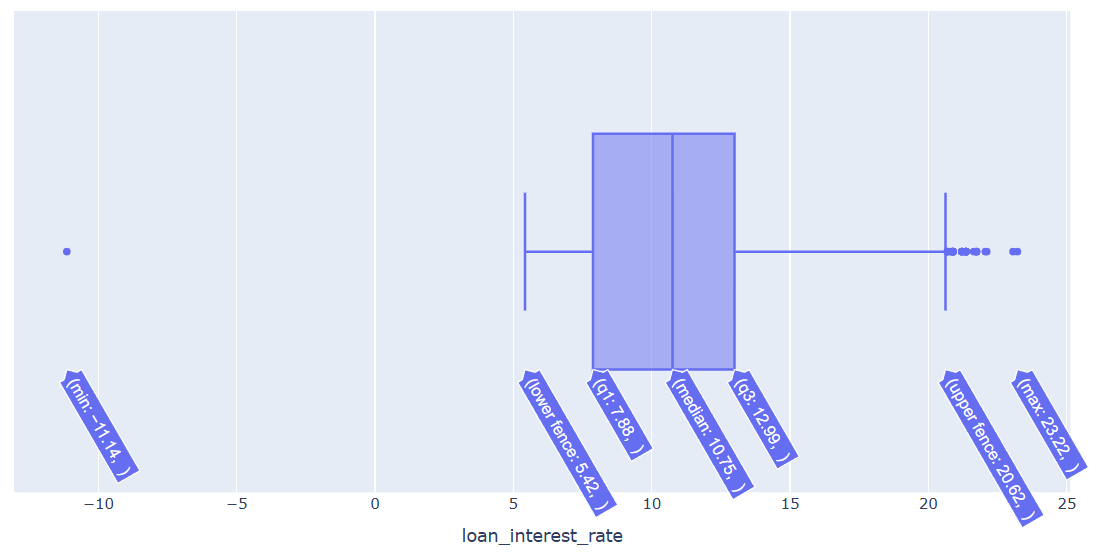 (min: −11.14, )
(lower fence: 5.42, )
(q1: 7.88, )
(median: 10.75, )
(q3: 12.99, )
(upper fence: 20.62, )
(max: 23.22, )
−10
−5
0
5
10
15
20
25
loan_interest_rate